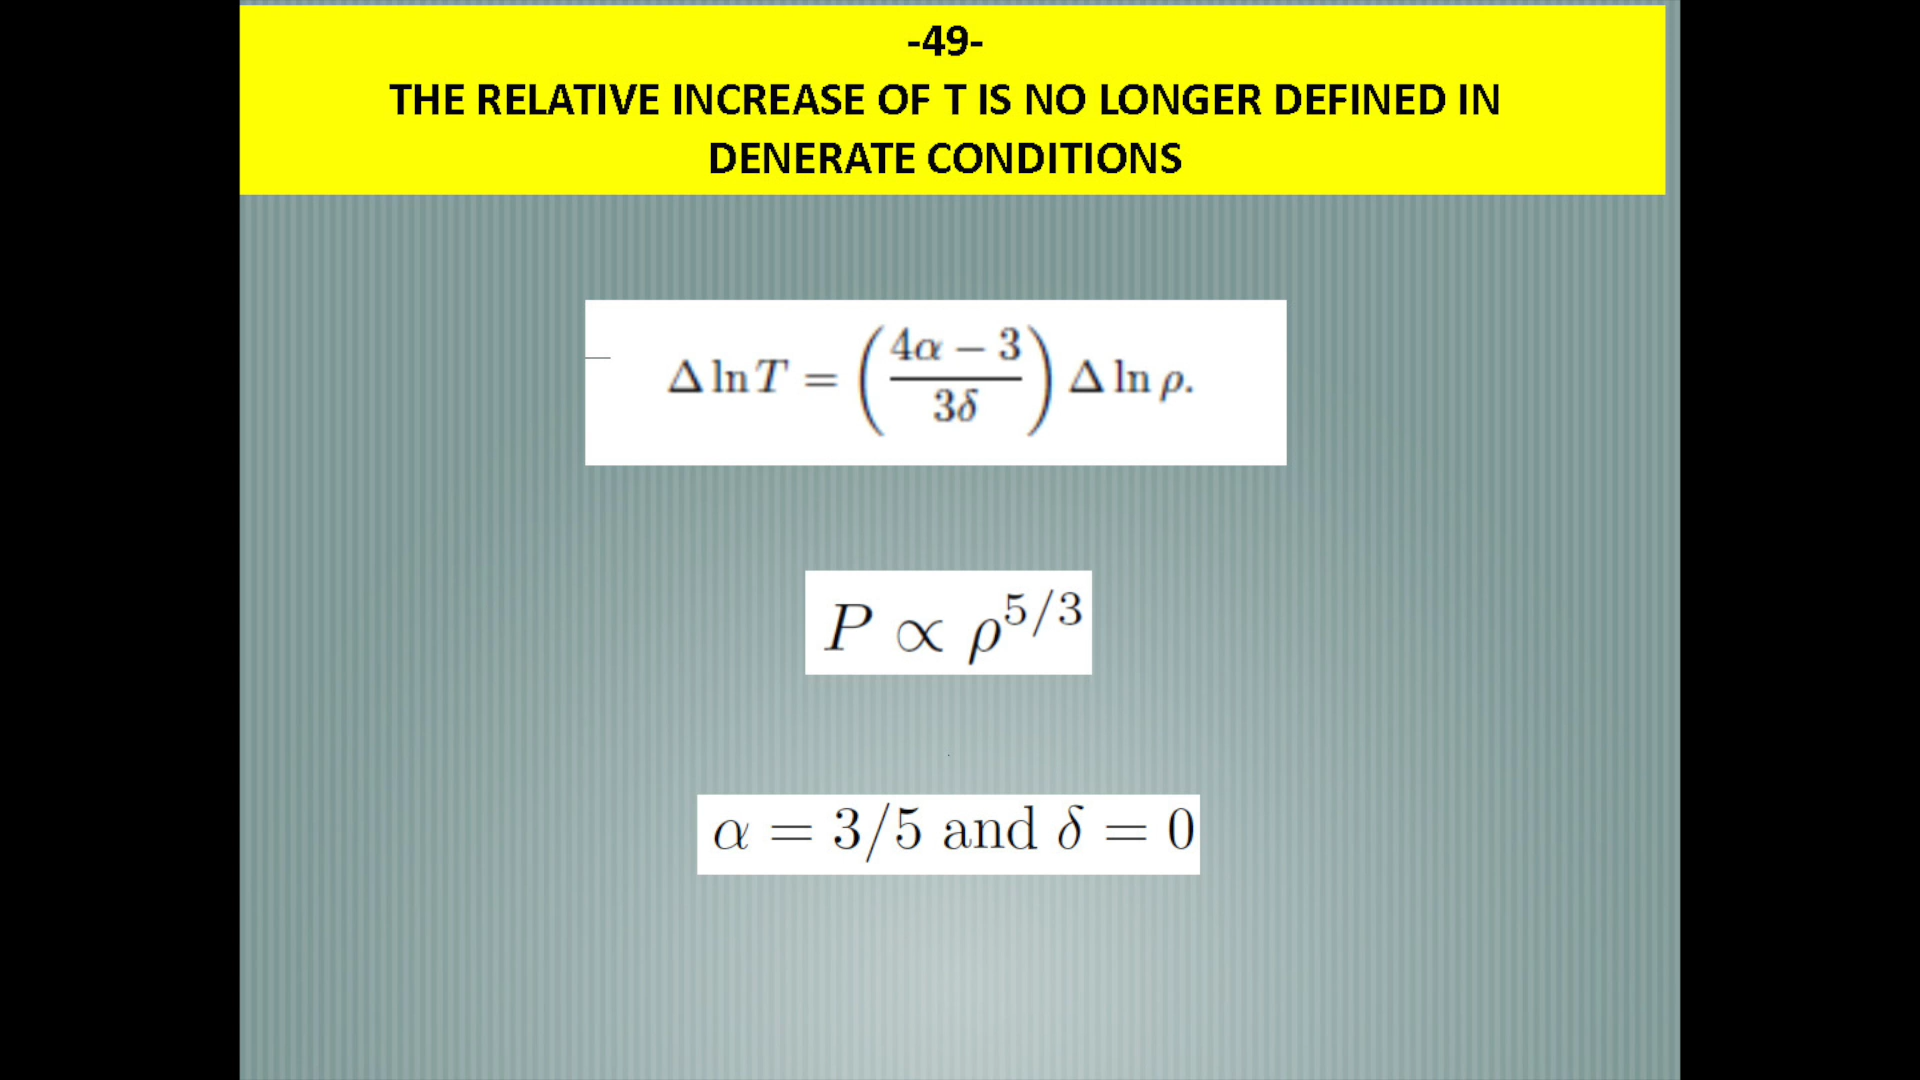 -49-
THE RELATIVE INCREASE OF T IS NO LONGER DEFINED IN
DENERATE CONDITIONS
Δ ln T = ( (4α − 3) / 3δ ) Δ ln ρ.
P ∝ ρ^{5/3}
α = 3/5 and δ = 0